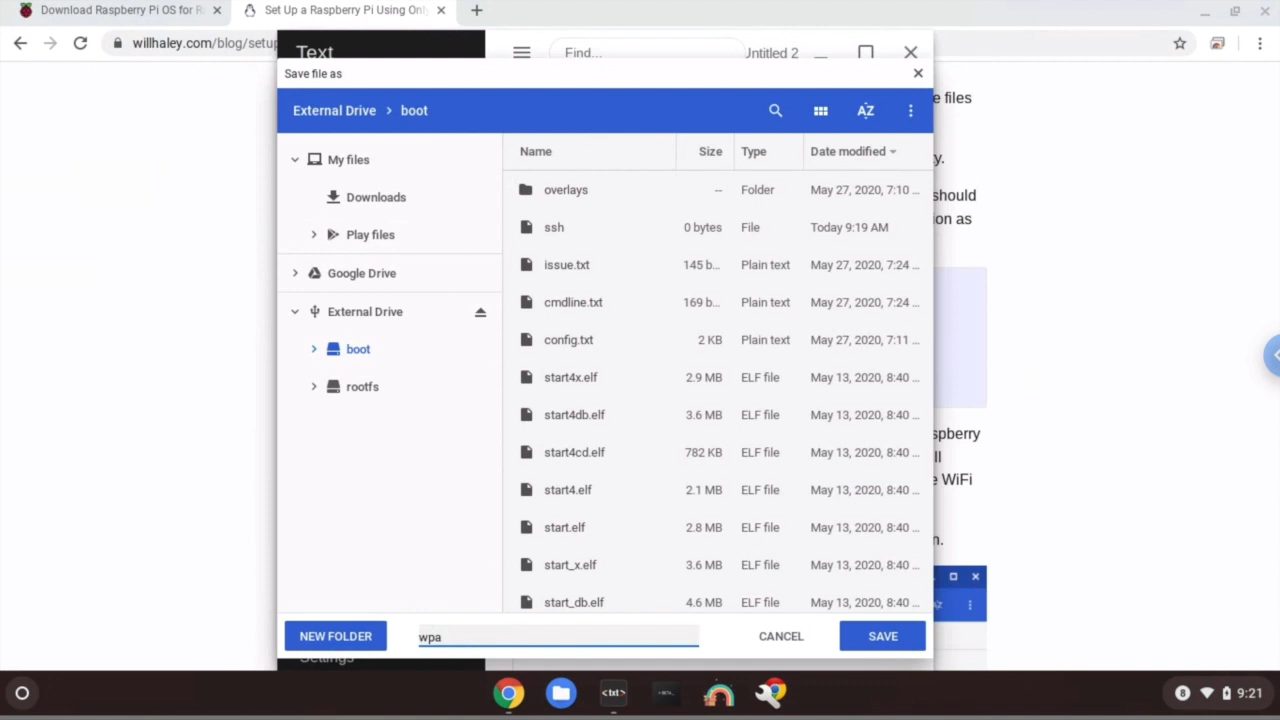 Download Raspberry Pi OS for R
Set Up a Raspberry Pi Using Only
willhaley.com/blog/setup
Text
Find...
Untitled 2
Save file as
External Drive > boot
AZ
My files
Downloads
Play files
Google Drive
External Drive
boot
rootfs
Name Size Type Date modified
overlays -- Folder May 27, 2020, 7:10 ...
ssh 0 bytes File Today 9:19 AM
issue.txt 145 b... Plain text May 27, 2020, 7:24 ...
cmdline.txt 169 b... Plain text May 27, 2020, 7:24 ...
config.txt 2 KB Plain text May 27, 2020, 7:11 ...
start4x.elf 2.9 MB ELF file May 13, 2020, 8:40 ...
start4db.elf 3.6 MB ELF file May 13, 2020, 8:40 ...
start4cd.elf 782 KB ELF file May 13, 2020, 8:40 ...
start4.elf 2.1 MB ELF file May 13, 2020, 8:40 ...
start.elf 2.8 MB ELF file May 13, 2020, 8:40 ...
start_x.elf 3.6 MB ELF file May 13, 2020, 8:40 ...
start_db.elf 4.6 MB ELF file May 13, 2020, 8:40 ...
NEW FOLDER
wpa
CANCEL
SAVE
Settings
e files
y.
should
on as
spberry
ll
e WiFi
n.
<txt>
8
9:21